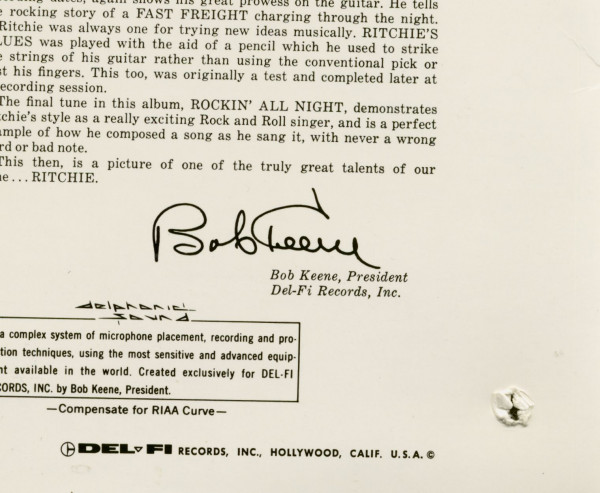 again shows his great prowess on the guitar. He tells
rocking story of a FAST FREIGHT charging through the night.
Ritchie was always one for trying new ideas musically. RITCHIE'S
LUES was played with the aid of a pencil which he used to strike
e strings of his guitar rather than using the conventional pick or
st his fingers. This too, was originally a test and completed later at
recording session.
The final tune in this album, ROCKIN' ALL NIGHT, demonstrates
tchie's style as a really exciting Rock and Roll singer, and is a perfect
ample of how he composed a song as he sang it, with never a wrong
rd or bad note.
This then, is a picture of one of the truly great talents of our
e...RITCHIE.
Bob Keene
Bob Keene, President
Del-Fi Records, Inc.
delphonic
sound
a complex system of microphone placement, recording and pro-
tion techniques, using the most sensitive and advanced equip-
nt available in the world. Created exclusively for DEL-FI
CORDS, INC. by Bob Keene, President.
—Compensate for RIAA Curve—
DEL-FI RECORDS, INC., HOLLYWOOD, CALIF. U.S.A. ©